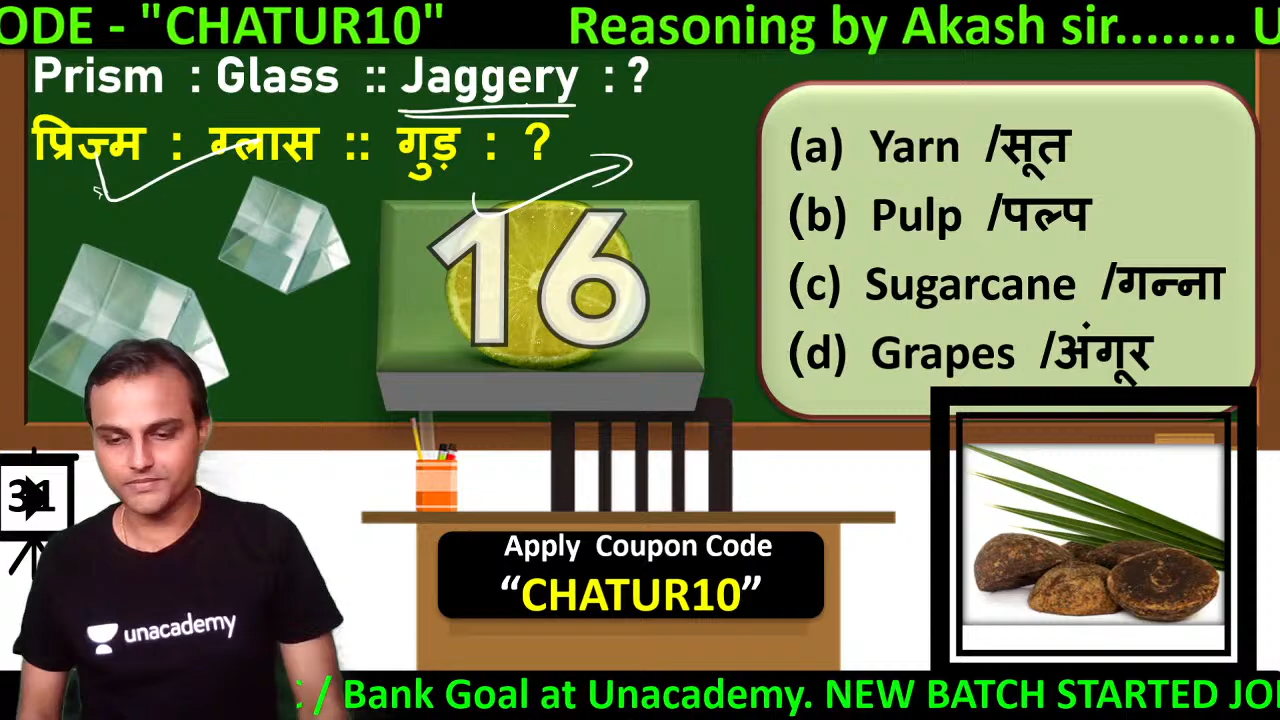 ODE - "CHATUR10" Reasoning by Akash sir........ U
Prism : Glass :: Jaggery : ?
प्रिज्म : ग्लास :: गुड़ : ?
(a) Yarn /सूत
(b) Pulp /पल्प
(c) Sugarcane /गन्ना
(d) Grapes /अंगूर
16
31
Apply Coupon Code
“CHATUR10”
unacademy
/ Bank Goal at Unacademy. NEW BATCH STARTED JO